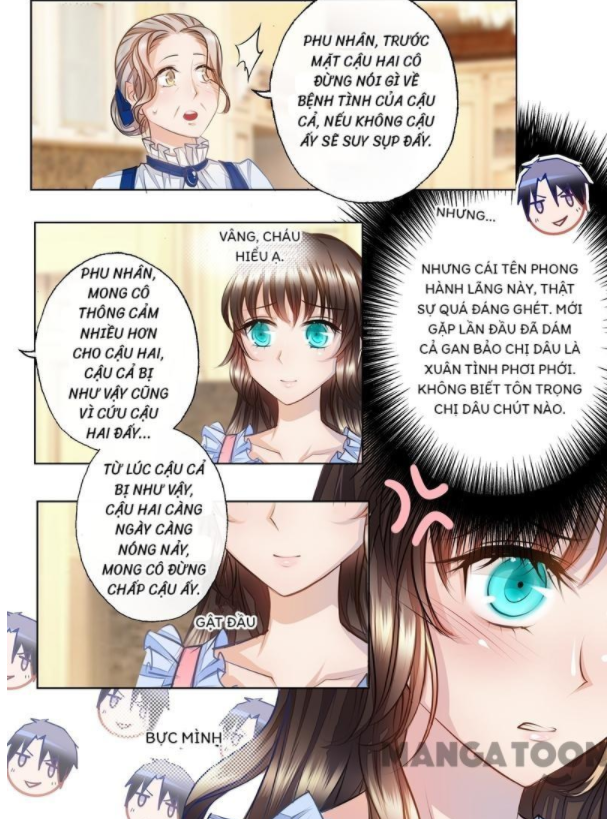 PHU NHÂN, TRƯỚC
MẶT CẬU HAI CÔ
ĐỪNG NÓI GÌ VỀ
BỆNH TÌNH CỦA CẬU
CẢ, NẾU KHÔNG CẬU
ẤY SẼ SUY SỤP ĐẤY.
VÂNG, CHÁU
HIỂU Ạ.
PHU NHÂN,
MONG CÔ
THÔNG CẢM
NHIỀU HƠN
CHO CẬU HAI,
CẬU CẢ BỊ
NHƯ VẬY CŨNG
VÌ CỨU CẬU
HAI ĐẤY...
NHƯNG...
NHƯNG CÁI TÊN PHONG
HÀNH LÃNG NÀY, THẬT
SỰ QUÁ ĐÁNG GHÉT. MỚI
GẶP LẦN ĐẦU ĐÃ DÁM
CẢ GAN BẢO CHỊ DÂU LÀ
XUÂN TÌNH PHƠI PHỚI.
KHÔNG BIẾT TÔN TRỌNG
CHỊ DÂU CHÚT NÀO.
TỪ LÚC CẬU CẢ
BỊ NHƯ VẬY,
CẬU HAI CÀNG
NGÀY CÀNG
NÓNG NẢY,
MONG CÔ ĐỪNG
CHẤP CẬU ẤY.
GẬT ĐẦU
BỰC MÌNH
MANGATOON